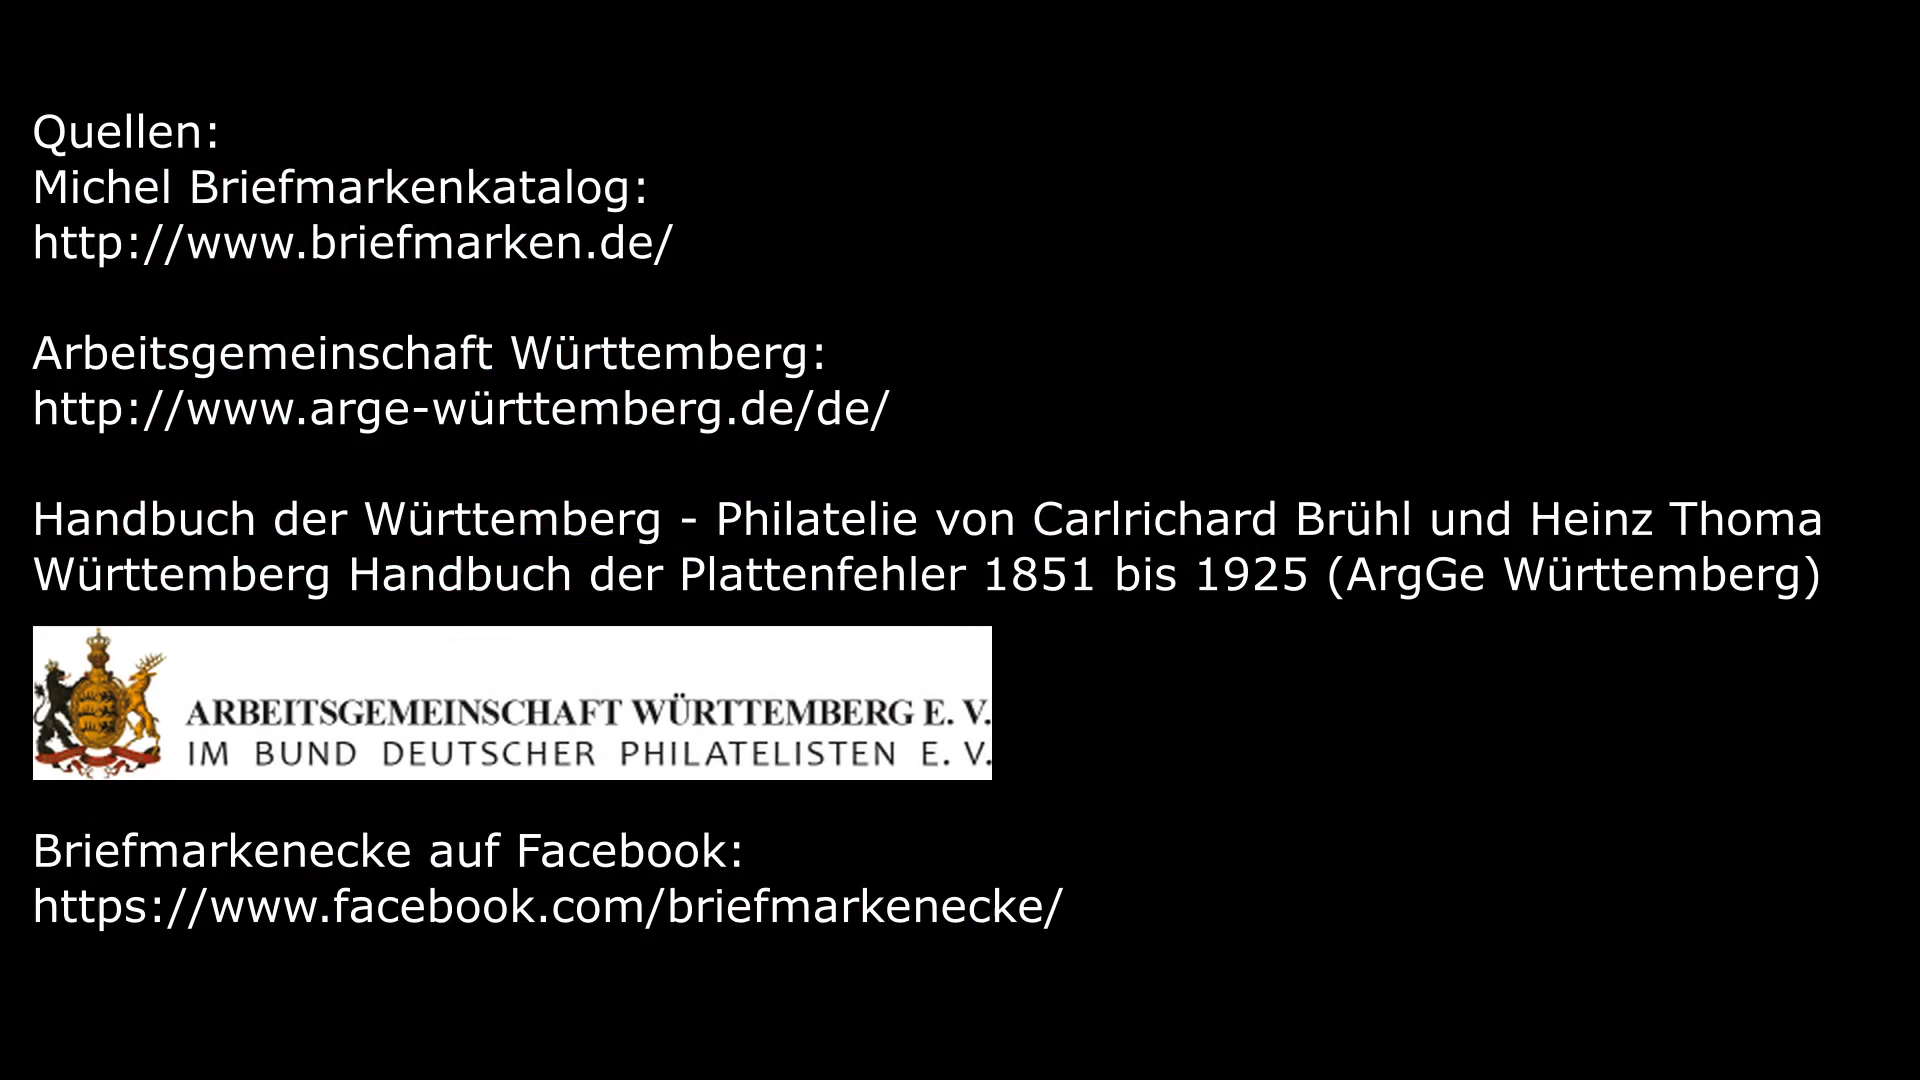 Quellen:
Michel Briefmarkenkatalog:
http://www.briefmarken.de/
Arbeitsgemeinschaft Württemberg:
http://www.arge-württemberg.de/de/
Handbuch der Württemberg - Philatelie von Carlrichard Brühl und Heinz Thoma
Württemberg Handbuch der Plattenfehler 1851 bis 1925 (ArgGe Württemberg)
ARBEITSGEMEINSCHAFT WÜRTTEMBERG E. V.
IM BUND DEUTSCHER PHILATELISTEN E. V.
Briefmarkenecke auf Facebook:
https://www.facebook.com/briefmarkenecke/